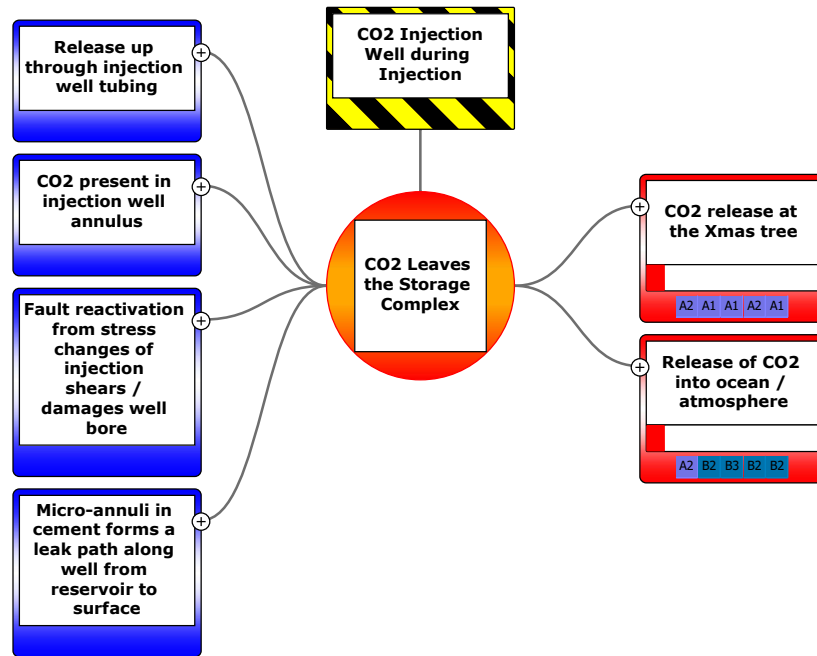 Release up
through injection
well tubing
CO2 present in
injection well
annulus
Fault reactivation
from stress
changes of
injection
shears /
damages well
bore
Micro-annuli in
cement forms a
leak path along
well from
reservoir to
surface
CO2 Injection
Well during
Injection
CO2 Leaves
the Storage
Complex
CO2 release at
the Xmas tree
A2 A1 A1 A2 A1
Release of CO2
into ocean /
atmosphere
A2 B2 B3 B2 B2